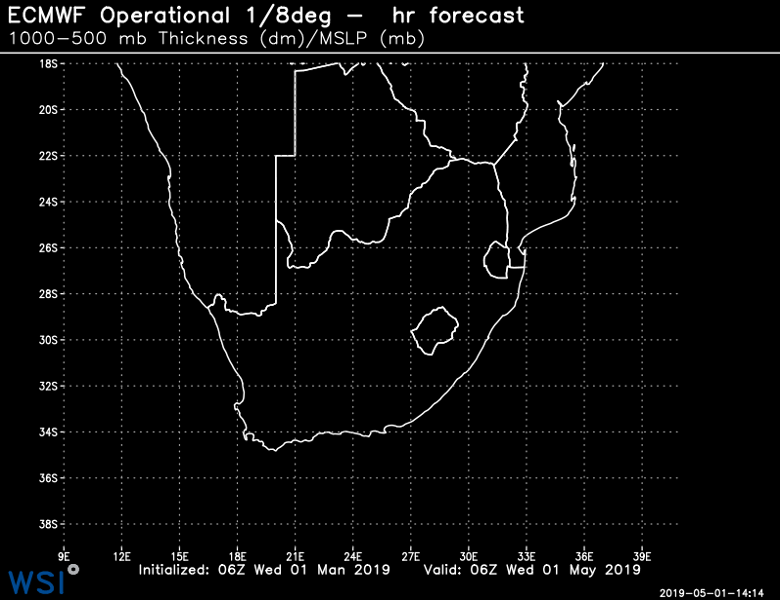 ECMWF Operational 1/8deg – hr forecast
1000–500 mb Thickness (dm)/MSLP (mb)
18S
20S
22S
24S
26S
28S
30S
32S
34S
36S
38S
9E 12E 15E 18E 21E 24E 27E 30E 33E 36E 39E
Initialized: 06Z Wed 01 Man 2019 Valid: 06Z Wed 01 May 2019
WSI
2019-05-01-14:14